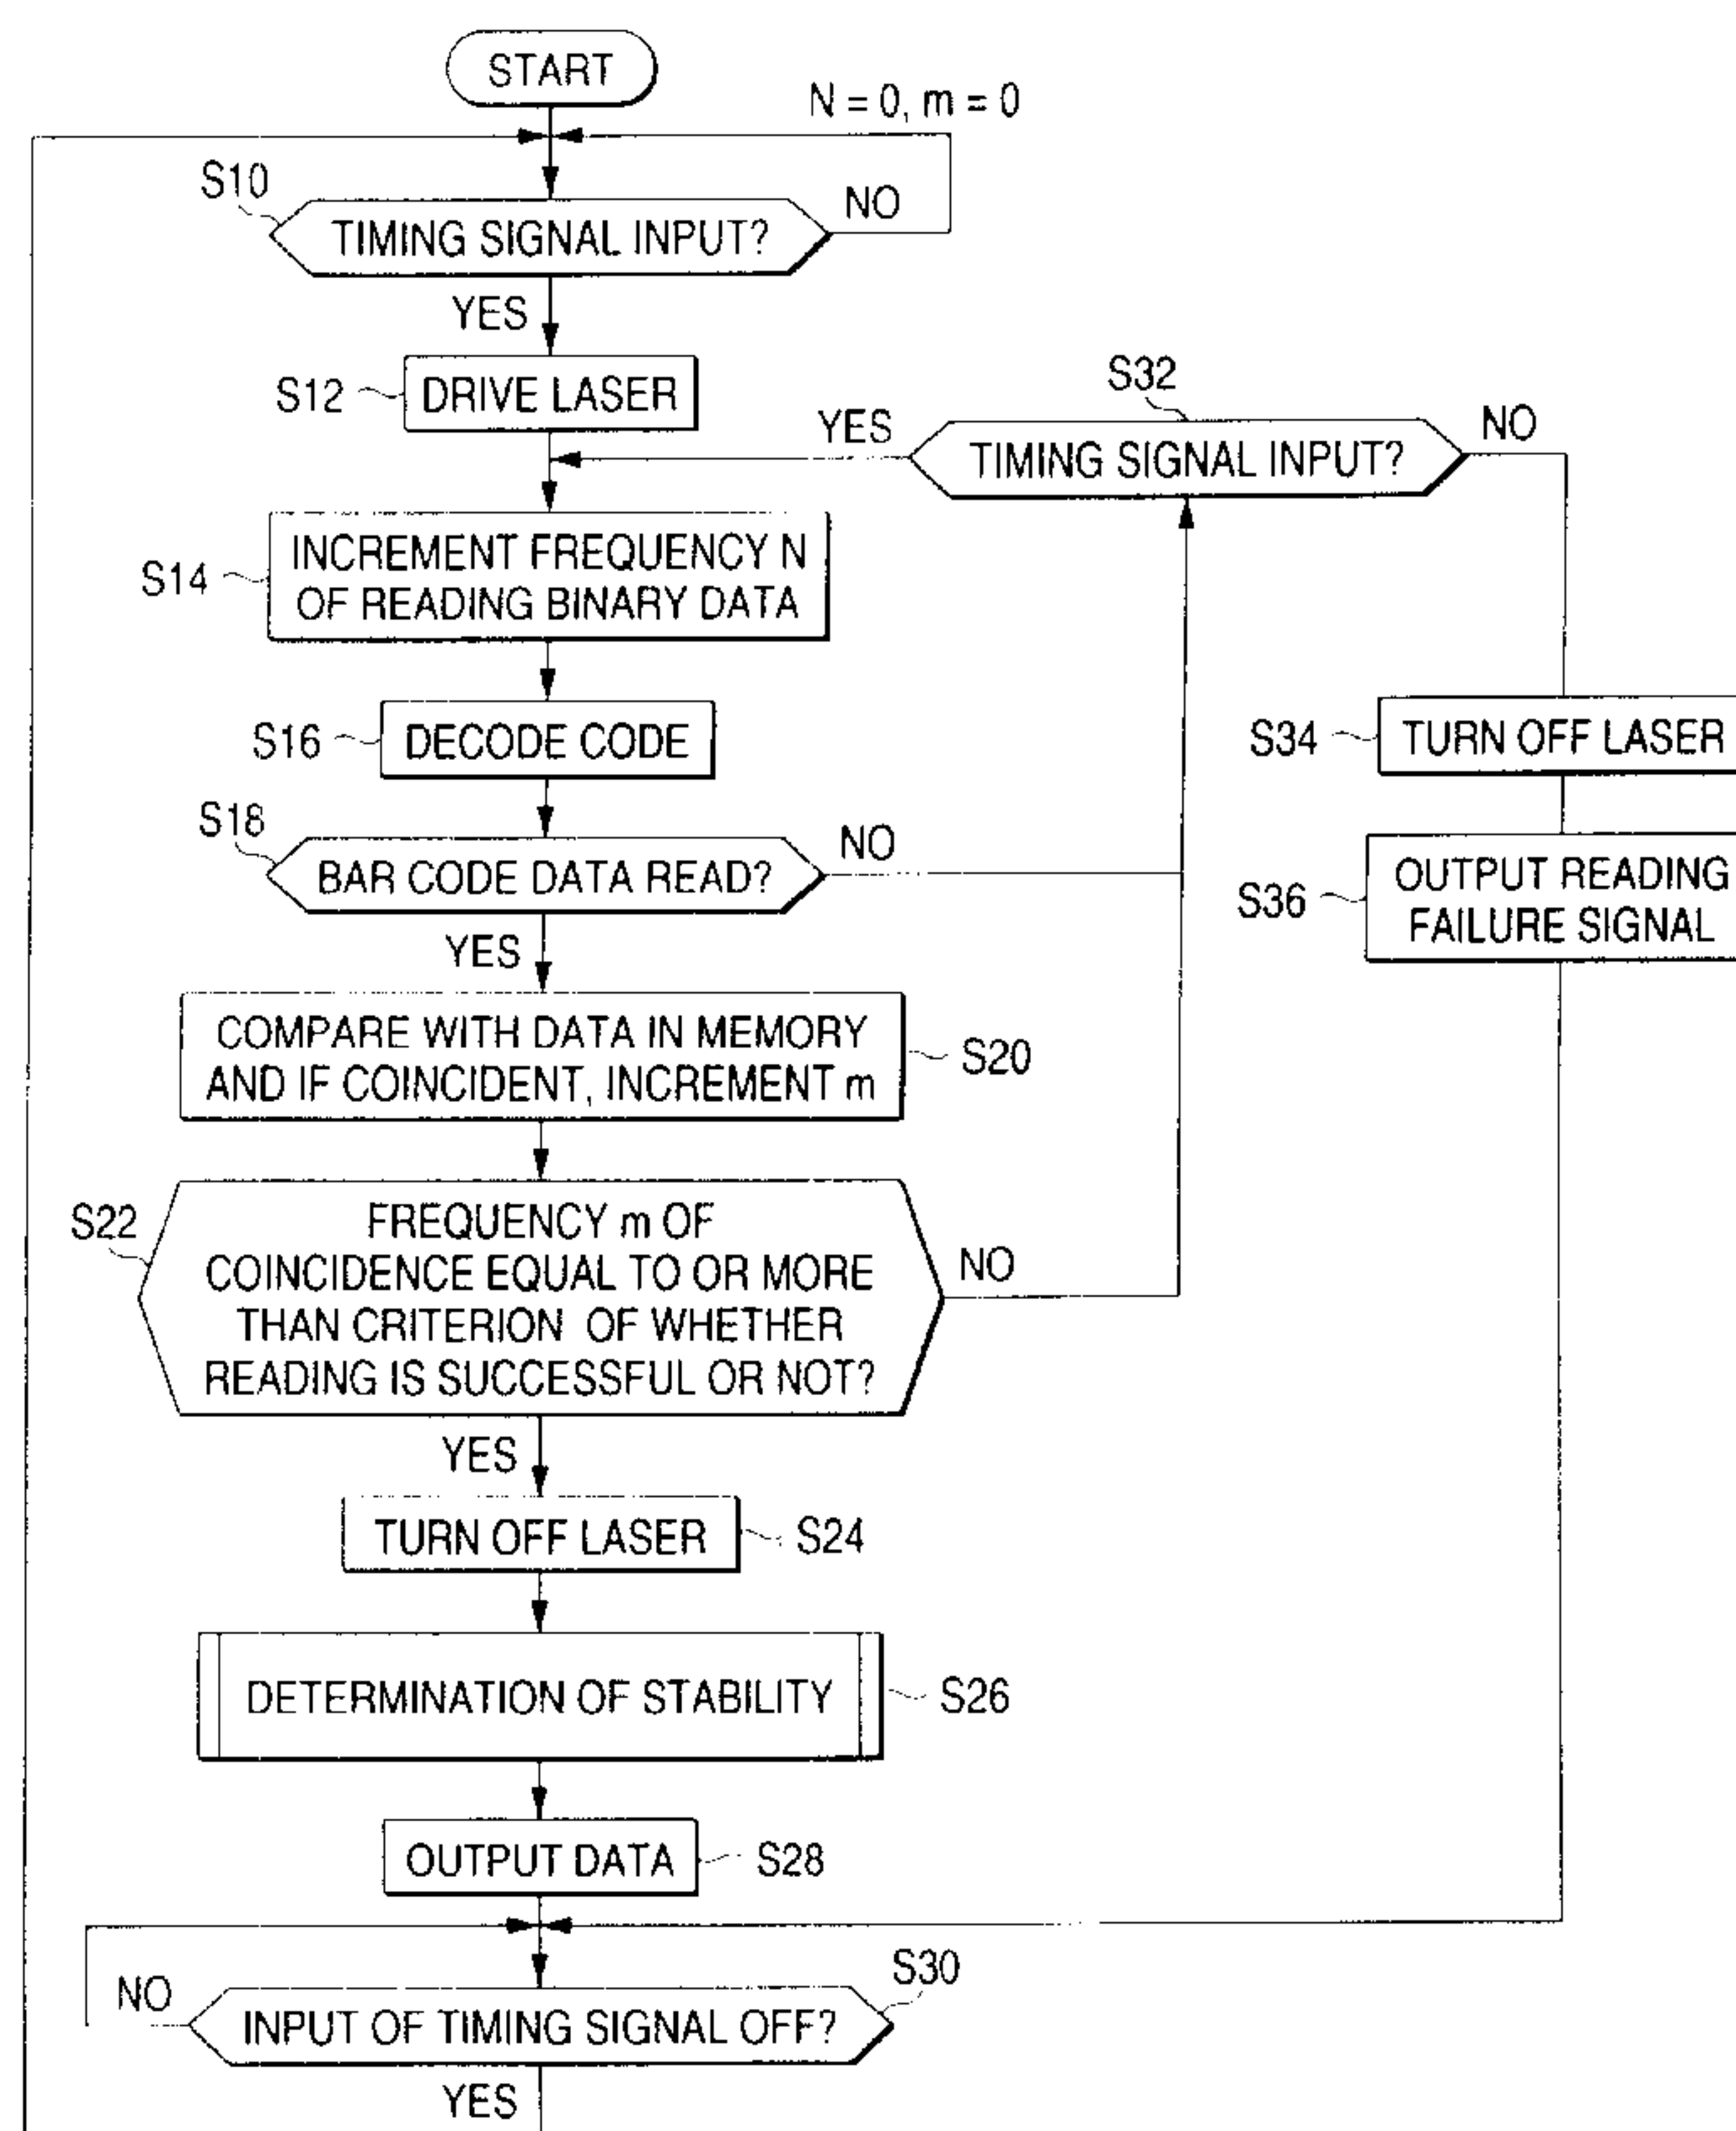 START
N = 0, m = 0
S10
TIMING SIGNAL INPUT?
NO
YES
S12
DRIVE LASER
S32
YES
TIMING SIGNAL INPUT?
NO
S14
INCREMENT FREQUENCY N
OF READING BINARY DATA
S16
DECODE CODE
S34
TURN OFF LASER
S18
BAR CODE DATA READ?
NO
S36
OUTPUT READING
FAILURE SIGNAL
YES
COMPARE WITH DATA IN MEMORY
AND IF COINCIDENT, INCREMENT m
S20
S22
FREQUENCY m OF
COINCIDENCE EQUAL TO OR MORE
THAN CRITERION OF WHETHER
READING IS SUCCESSFUL OR NOT?
NO
YES
TURN OFF LASER
S24
DETERMINATION OF STABILITY
S26
OUTPUT DATA
S28
NO
S30
INPUT OF TIMING SIGNAL OFF?
YES